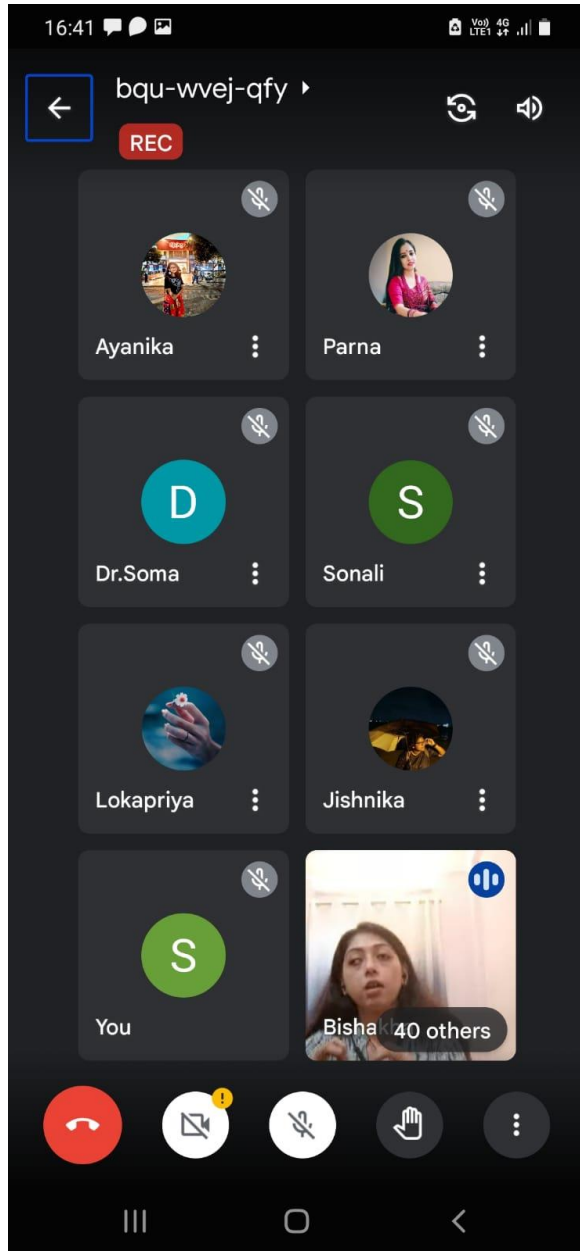 16:41
Vo)) 4G
LTE1
bqu-wvej-qfy
REC
Ayanika
Parna
D
S
Dr.Soma
Sonali
Lokapriya
Jishnika
S
You
Bishakh
40 others